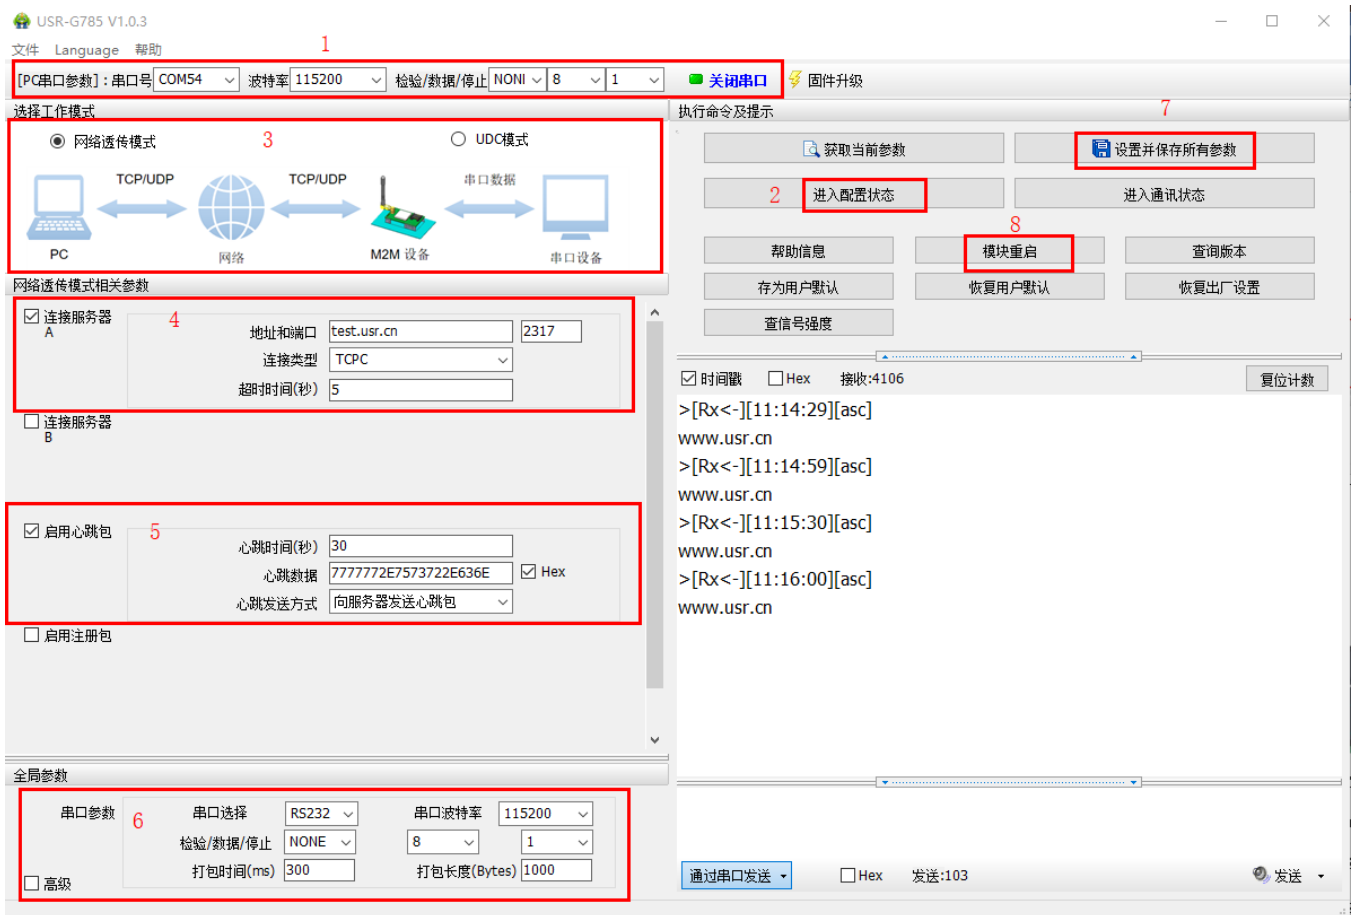 USR-G785 V1.0.3
文件 Language 帮助
1
[PC串口参数]：串口号 COM54 波特率 115200 检验/数据/停止 NONI 8 1 关闭串口 固件升级
选择工作模式
网络透传模式 3 UDC模式
TCP/UDP TCP/UDP 串口数据
PC 网络 M2M 设备 串口设备
网络透传模式相关参数
连接服务器
A
4
地址和端口 test.usr.cn 2317
连接类型 TCPC
超时时间(秒) 5
连接服务器
B
启用心跳包 5
心跳时间(秒) 30
心跳数据 7777772E7573722E636E Hex
心跳发送方式 向服务器发送心跳包
启用注册包
全局参数
串口参数 6 串口选择 RS232 串口波特率 115200
检验/数据/停止 NONE 8 1
打包时间(ms) 300 打包长度(Bytes) 1000
高级
执行命令及提示
7
获取当前参数 设置并保存所有参数
2 进入配置状态 进入通讯状态
8
帮助信息 模块重启 查询版本
存为用户默认 恢复用户默认 恢复出厂设置
查信号强度
时间戳 Hex 接收:4106 复位计数
>[Rx<-][11:14:29][asc]
www.usr.cn
>[Rx<-][11:14:59][asc]
www.usr.cn
>[Rx<-][11:15:30][asc]
www.usr.cn
>[Rx<-][11:16:00][asc]
www.usr.cn
通过串口发送 Hex 发送:103 发送